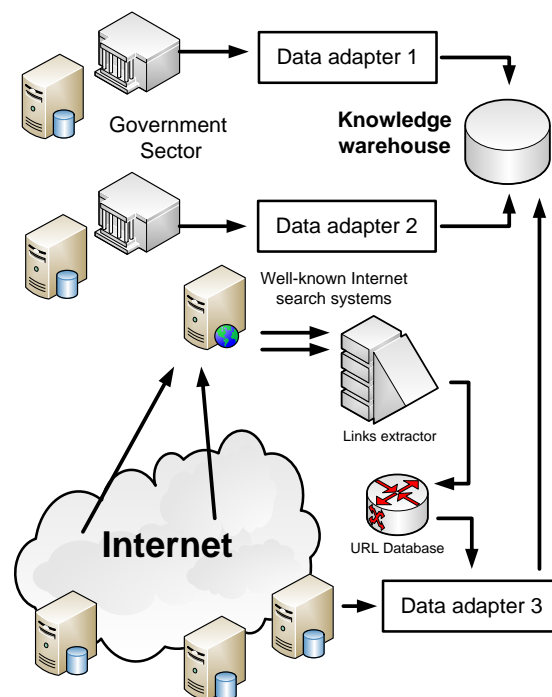 Data adapter 1
Government
Sector
Knowledge
warehouse
Data adapter 2
Well-known Internet
search systems
Links extractor
Internet
URL Database
Data adapter 3